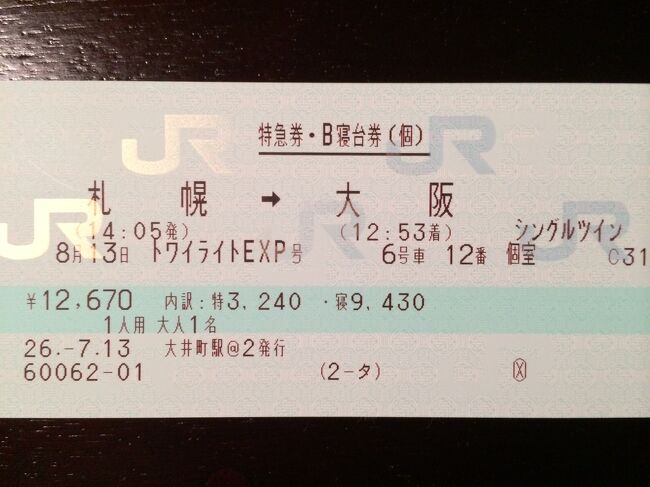 特急券・B寝台券(個)
札 幌 → 大 阪
(14:05発) (12:53着) シングルツイン
8月13日 トワイライトEXP号 6号車 12番 個室 C31
¥12,670 内訳:特3,240 ・寝9,430
1人用 大人1名
26.-7.13 大井町駅@2発行
60062-01 (2-タ)